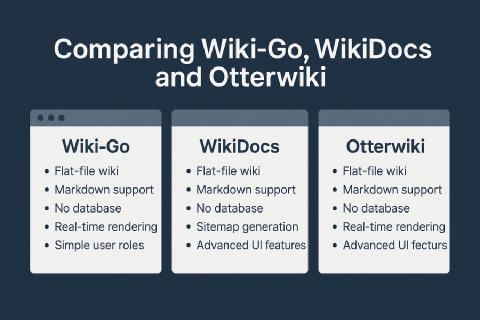 Comparing Wiki-Go, WikiDocs
and Otterwiki
Wiki-Go
• Flat-file wiki
• Markdown support
• No database
• Real-time rendering
• Simple user roles
WikiDocs
• Flat-file wiki
• Markdown support
• No database
• Sitemap generation
• Advanced UI features
Otterwiki
• Flat-file wiki
• Markdown support
• No database
• Real-time rendering
• Advanced UI fecturs